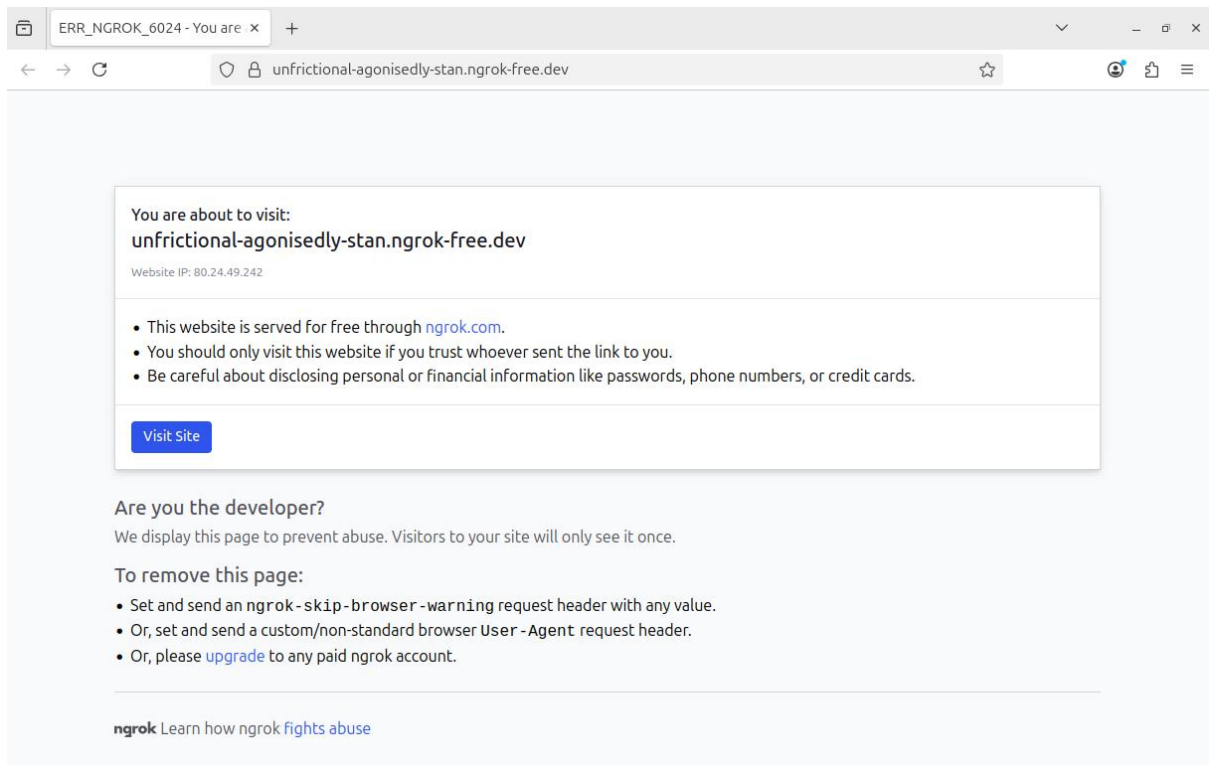 ERR_NGROK_6024 - You are
unfrictional-agonisedly-stan.ngrok-free.dev
You are about to visit:
unfrictional-agonisedly-stan.ngrok-free.dev
Website IP: 80.24.49.242
• This website is served for free through ngrok.com.
• You should only visit this website if you trust whoever sent the link to you.
• Be careful about disclosing personal or financial information like passwords, phone numbers, or credit cards.
Visit Site
Are you the developer?
We display this page to prevent abuse. Visitors to your site will only see it once.
To remove this page:
• Set and send an ngrok-skip-browser-warning request header with any value.
• Or, set and send a custom/non-standard browser User-Agent request header.
• Or, please upgrade to any paid ngrok account.
ngrok Learn how ngrok fights abuse